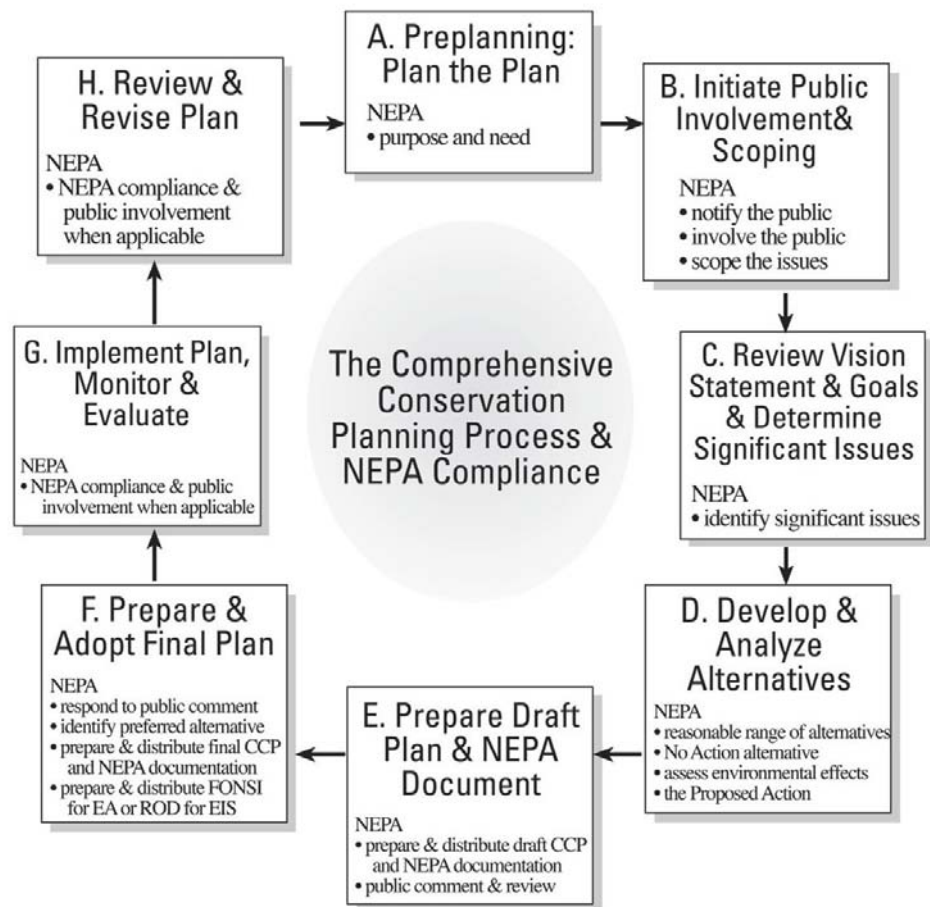 A. Preplanning:
Plan the Plan
NEPA
• purpose and need
B. Initiate Public
Involvement&
Scoping
NEPA
• notify the public
• involve the public
• scope the issues
C. Review Vision
Statement & Goals
& Determine
Significant Issues
NEPA
• identify significant issues
D. Develop &
Analyze
Alternatives
NEPA
• reasonable range of alternatives
• No Action alternative
• assess environmental effects
• the Proposed Action
E. Prepare Draft
Plan & NEPA
Document
NEPA
• prepare & distribute draft CCP
and NEPA documentation
• public comment & review
F. Prepare &
Adopt Final Plan
NEPA
• respond to public comment
• identify preferred alternative
• prepare & distribute final CCP
and NEPA documentation
• prepare & distribute FONSI
for EA or ROD for EIS
G. Implement Plan,
Monitor &
Evaluate
NEPA
• NEPA compliance & public
involvement when applicable
H. Review &
Revise Plan
NEPA
• NEPA compliance &
public involvement
when applicable
The Comprehensive
Conservation
Planning Process &
NEPA Compliance